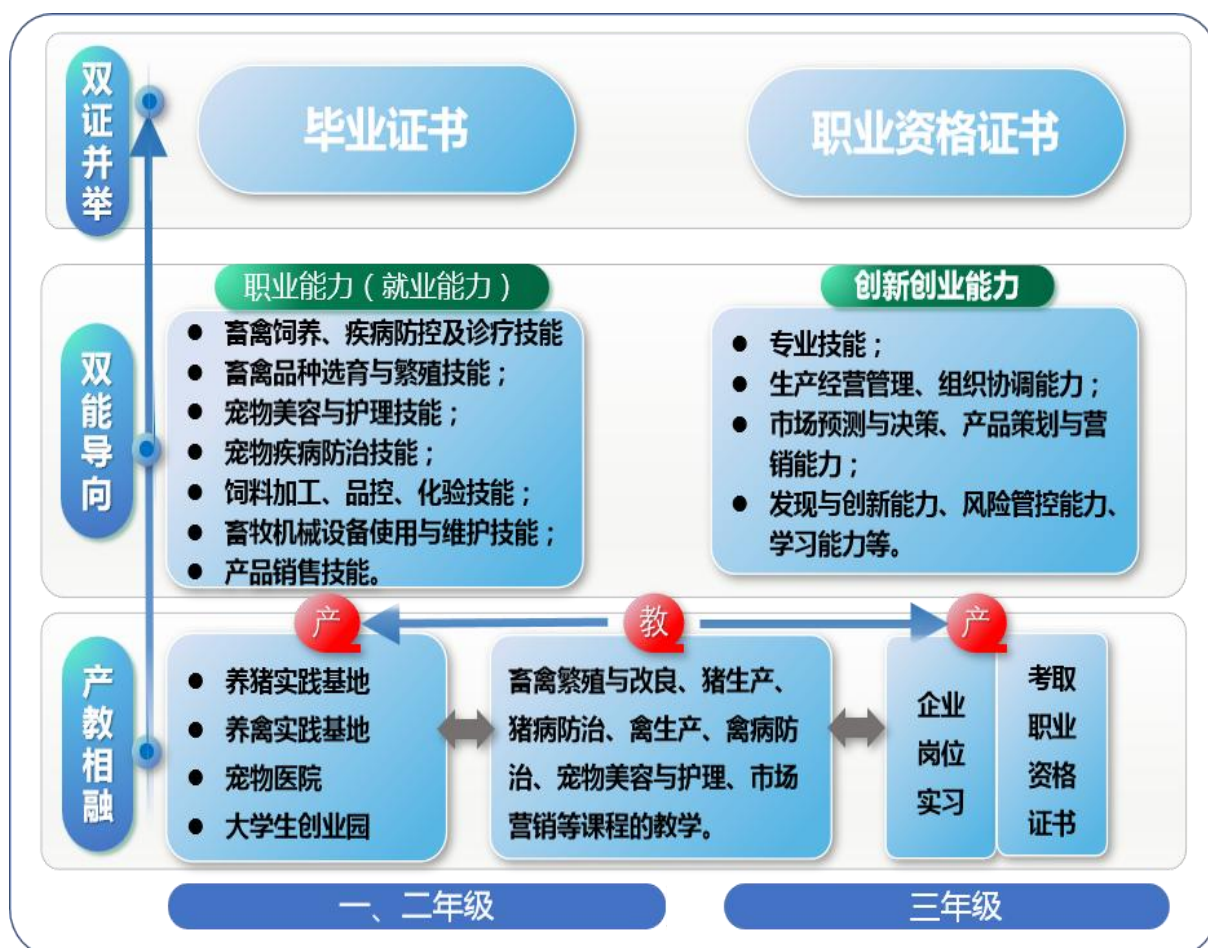 双证并举
毕业证书
职业资格证书
双能导向
职业能力（就业能力）
● 畜禽饲养、疾病防控及诊疗技能
● 畜禽品种选育与繁殖技能；
● 宠物美容与护理技能；
● 宠物疾病防治技能；
● 饲料加工、品控、化验技能；
● 畜牧机械设备使用与维护技能；
● 产品销售技能。
创新创业能力
● 专业技能；
● 生产经营管理、组织协调能力；
● 市场预测与决策、产品策划与营
销能力；
● 发现与创新能力、风险管控能力、
学习能力等。
产教相融
产
教
产
● 养猪实践基地
● 养禽实践基地
● 宠物医院
● 大学生创业园
畜禽繁殖与改良、猪生产、
猪病防治、禽生产、禽病防
治、宠物美容与护理、市场
营销等课程的教学。
企业
岗位
实习
考取
职业
资格
证书
一、二年级
三年级